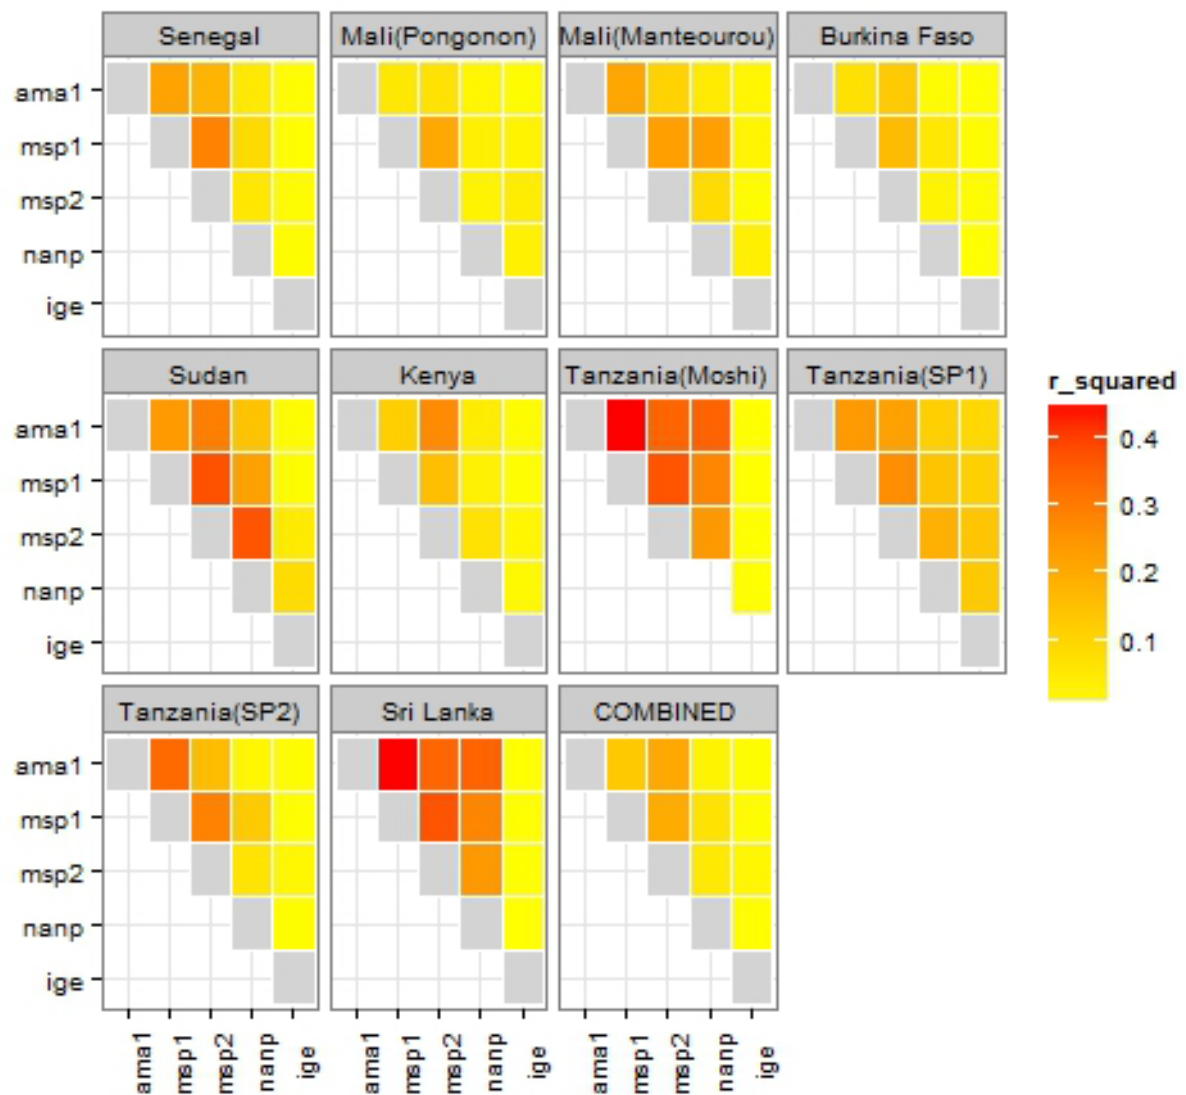 Senegal Mali(Pongonon) Mali(Manteourou) Burkina Faso
ama1
msp1
msp2
nanp
ige
Sudan Kenya Tanzania(Moshi) Tanzania(SP1)
ama1
msp1
msp2
nanp
ige
r_squared
0.4
0.3
0.2
0.1
Tanzania(SP2) Sri Lanka COMBINED
ama1
msp1
msp2
nanp
ige
ama1 msp1 msp2 nanp ige ama1 msp1 msp2 nanp ige ama1 msp1 msp2 nanp ige